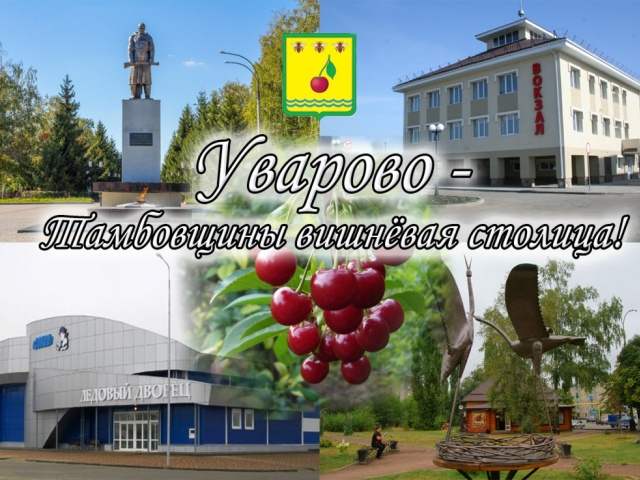 ВОКЗАЛ
Уварово -
Тамбовщины вишнёвая столица!
ЛЕДОВЫЙ ДВОРЕЦ